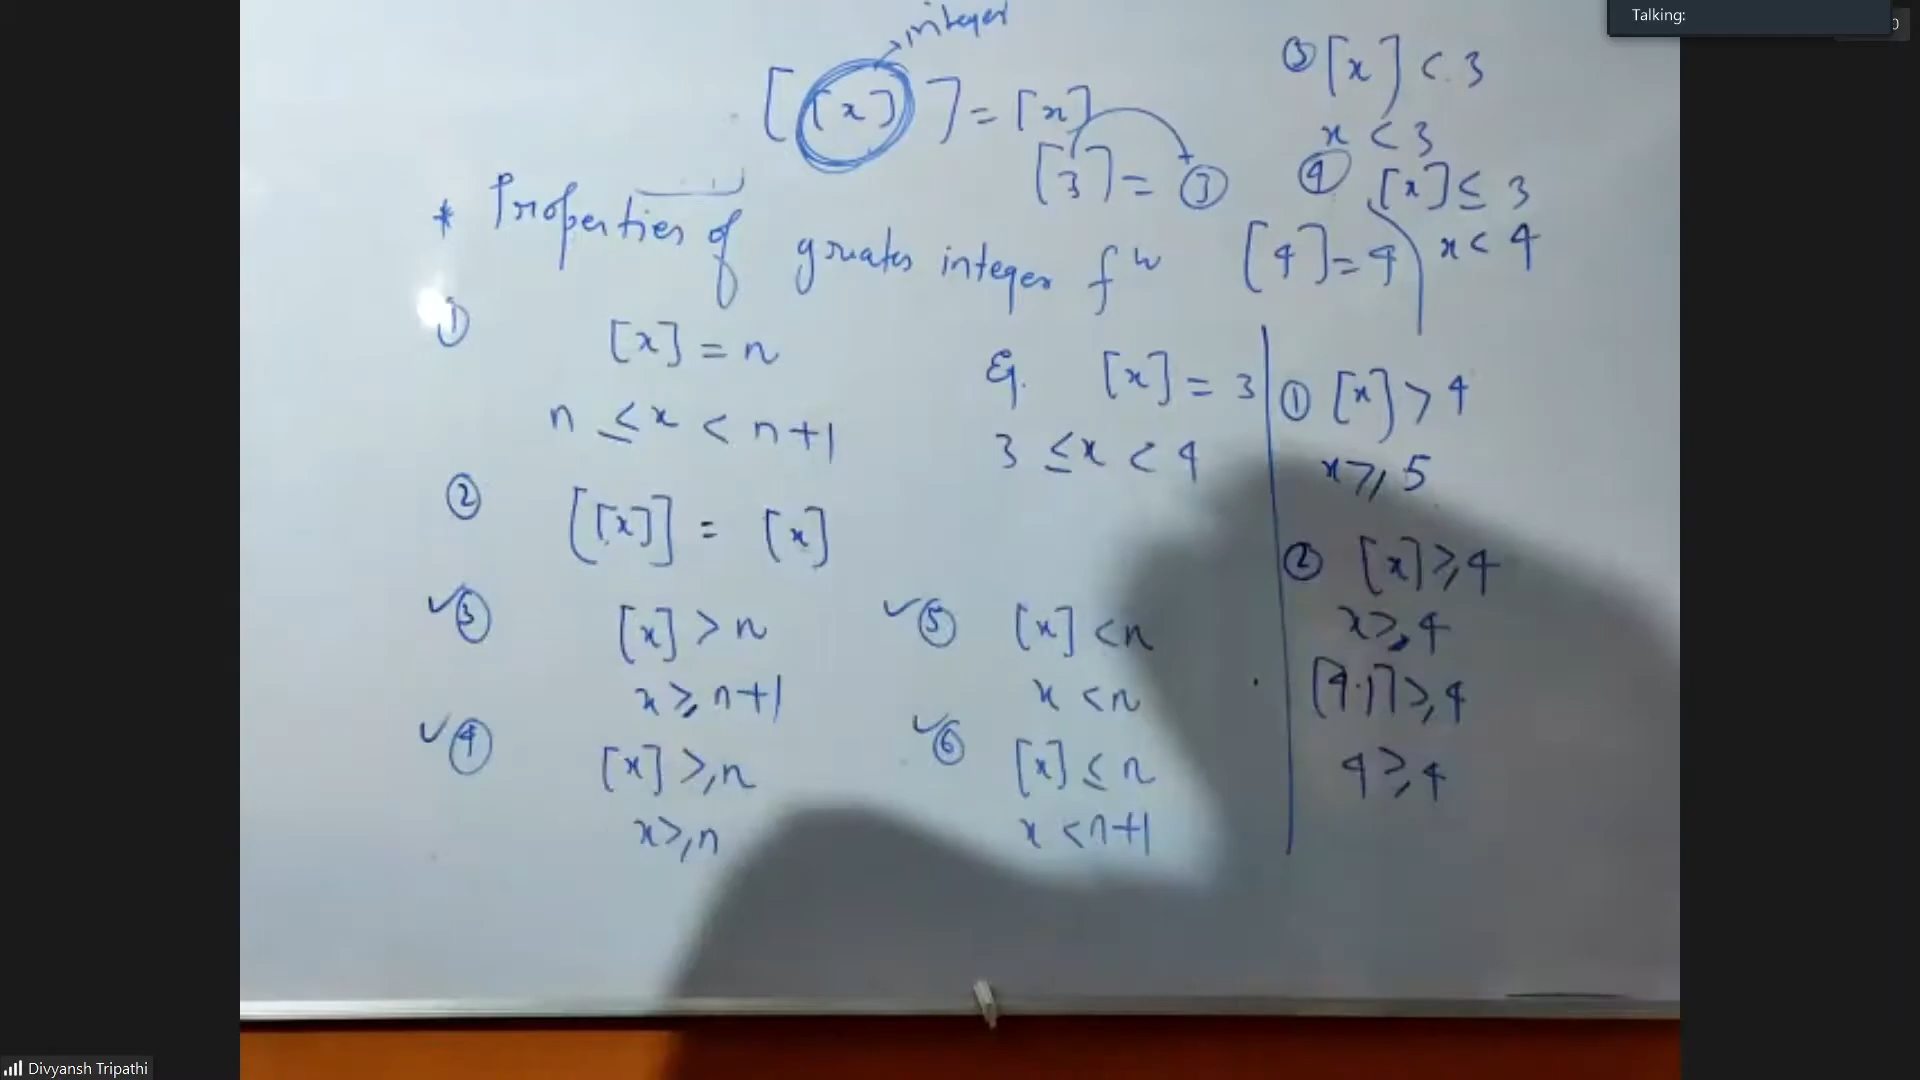 Talking:
integer
[[x]] = [x]
[3] = 3
③ [x] < 3
x < 3
④ [x] ≤ 3
x < 4
[4] = 4
* Properties of greates integer fⁿ
① [x] = n
n ≤ x < n+1
Eg. [x] = 3
3 ≤ x < 4
② [[x]] = [x]
✓③ [x] > n
x ≥ n+1
✓④ [x] ≥ n
x ≥ n
✓⑤ [x] < n
x < n
✓⑥ [x] ≤ n
x < n+1
① [x] > 4
x ≥ 5
② [x] ≥ 4
x ≥ 4
[4.1] ≥ 4
4 ≥ 4
Divyansh Tripathi